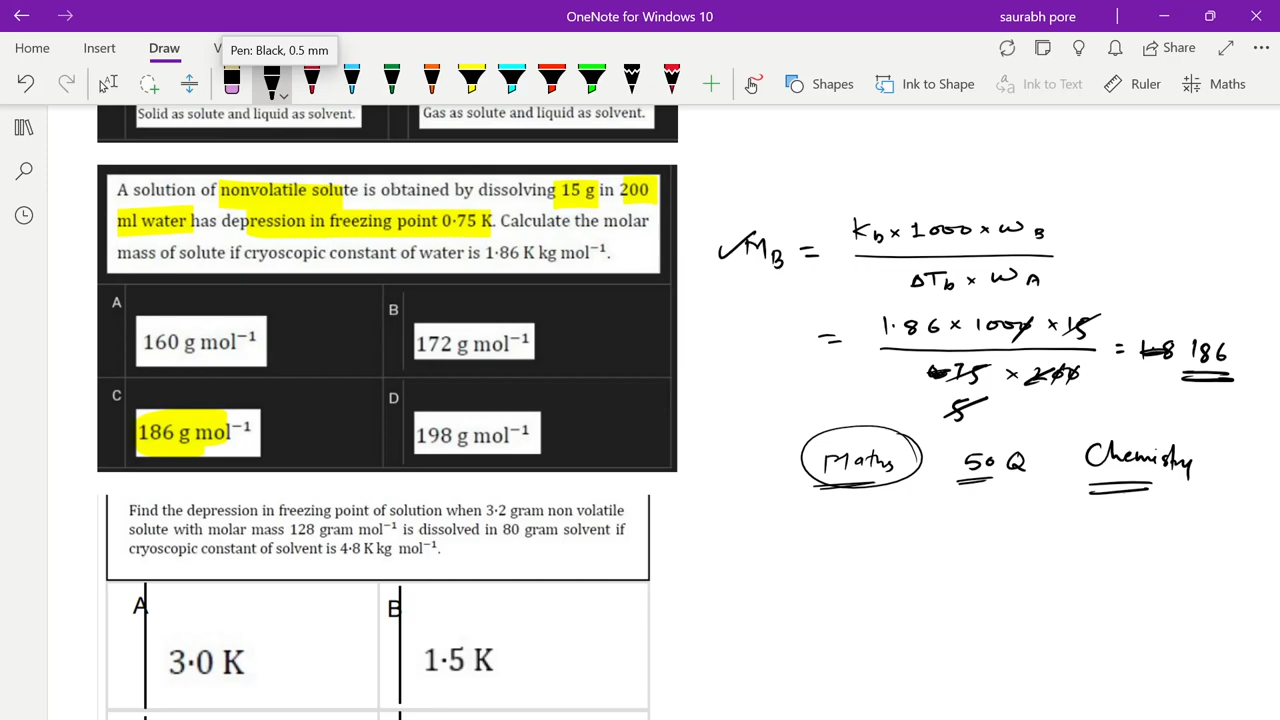 OneNote for Windows 10
saurabh pore
Home Insert Draw V
Pen: Black, 0.5 mm
Share
Shapes Ink to Shape Ink to Text Ruler Maths
Solid as solute and liquid as solvent. Gas as solute and liquid as solvent.
A solution of nonvolatile solute is obtained by dissolving 15 g in 200
ml water has depression in freezing point 0·75 K. Calculate the molar
mass of solute if cryoscopic constant of water is 1·86 K kg mol⁻¹.
A 160 g mol⁻¹
B 172 g mol⁻¹
C 186 g mol⁻¹
D 198 g mol⁻¹
M_B = K_b × 1000 × W_B
ΔT_b × W_A
= 1.86 × 1000 × 15
75 × 200
= 186
5
Maths 50 Q Chemistry
Find the depression in freezing point of solution when 3·2 gram non volatile
solute with molar mass 128 gram mol⁻¹ is dissolved in 80 gram solvent if
cryoscopic constant of solvent is 4·8 K kg mol⁻¹.
A 3·0 K
B 1·5 K